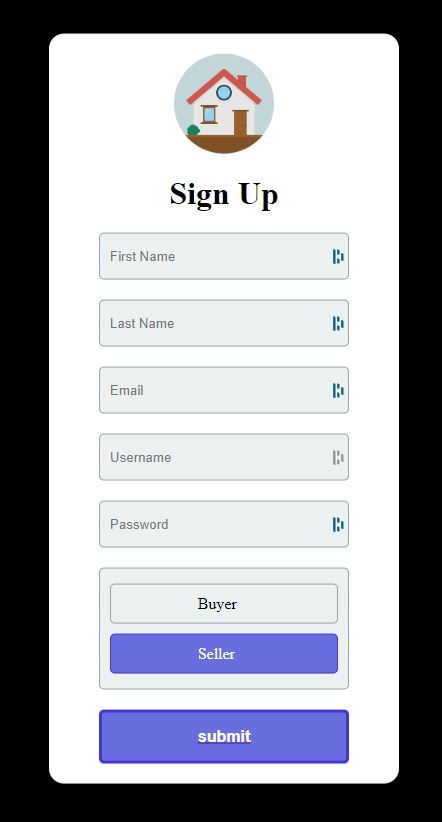 Sign Up
First Name
Last Name
Email
Username
Password
Buyer
Seller
submit